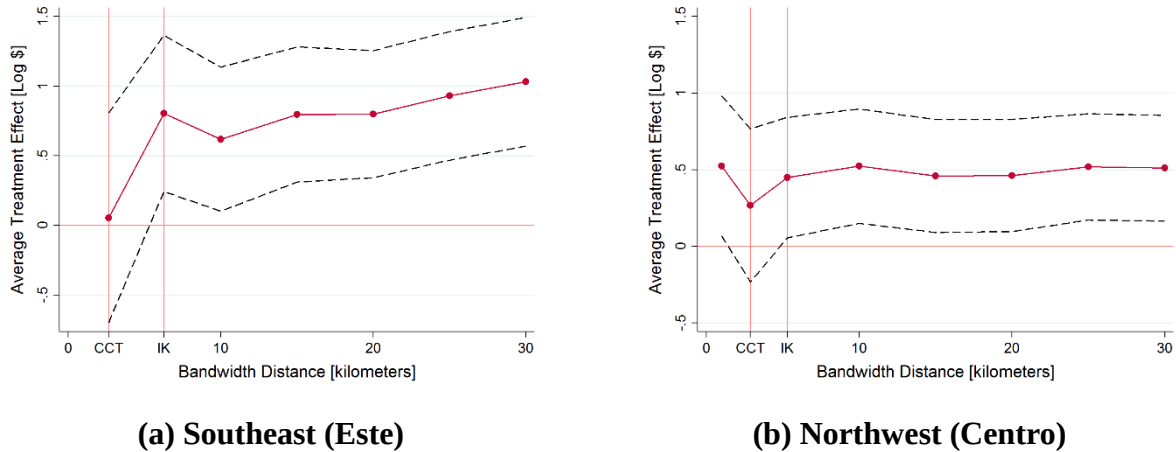 Average Treatment Effect [Log $]
1.5
1
.5
0
-.5
0 CCT IK 10 20 30
Bandwidth Distance [kilometers]
(a) Southeast (Este)
Average Treatment Effect [Log $]
1.5
1
.5
0
-.5
0 CCT IK 10 20 30
Bandwidth Distance [kilometers]
(b) Northwest (Centro)